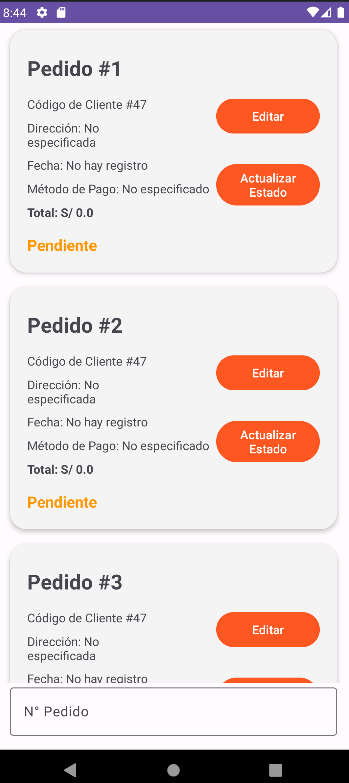 8:44
Pedido #1
Código de Cliente #47
Dirección: No
especificada
Fecha: No hay registro
Método de Pago: No especificado
Total: S/ 0.0
Pendiente
Editar
Actualizar
Estado
Pedido #2
Código de Cliente #47
Dirección: No
especificada
Fecha: No hay registro
Método de Pago: No especificado
Total: S/ 0.0
Pendiente
Editar
Actualizar
Estado
Pedido #3
Código de Cliente #47
Dirección: No
especificada
Fecha: No hay registro
Editar
N° Pedido